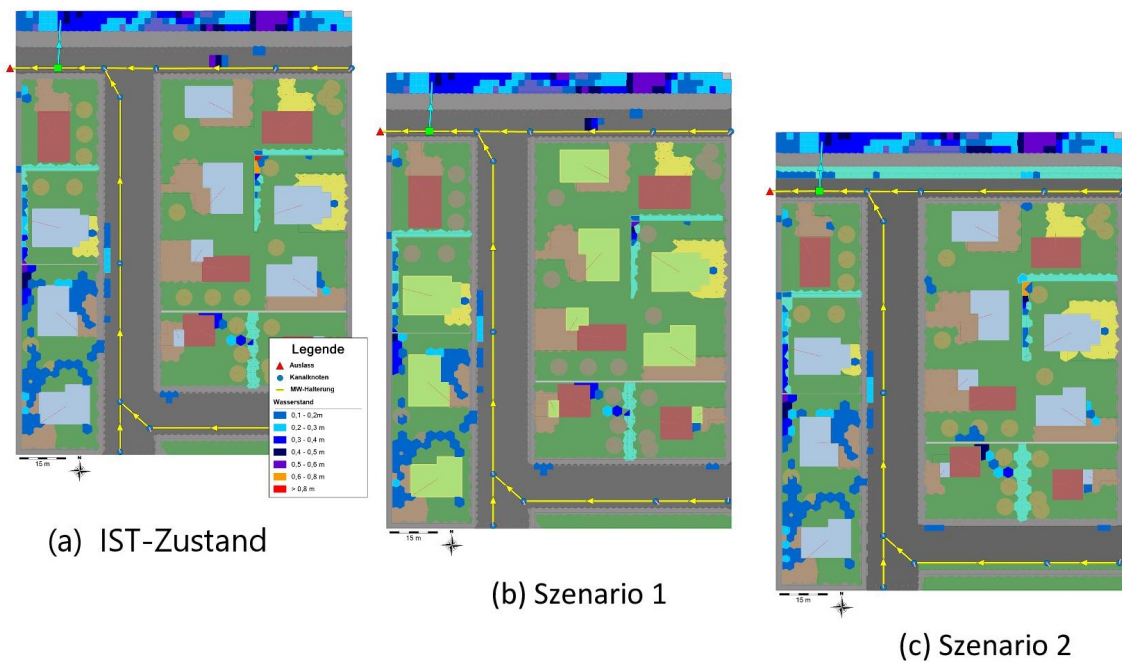 Legende
Auslass
Kanalknoten
MW-Halterung
Wasserstand
0,1 - 0,2m
0,2 - 0,3 m
0,3 - 0,4 m
0,4 - 0,5 m
0,5 - 0,6 m
0,6 - 0,8 m
> 0,8 m
15 m
N
(a) IST-Zustand
15 m
N
(b) Szenario 1
15 m
N
(c) Szenario 2